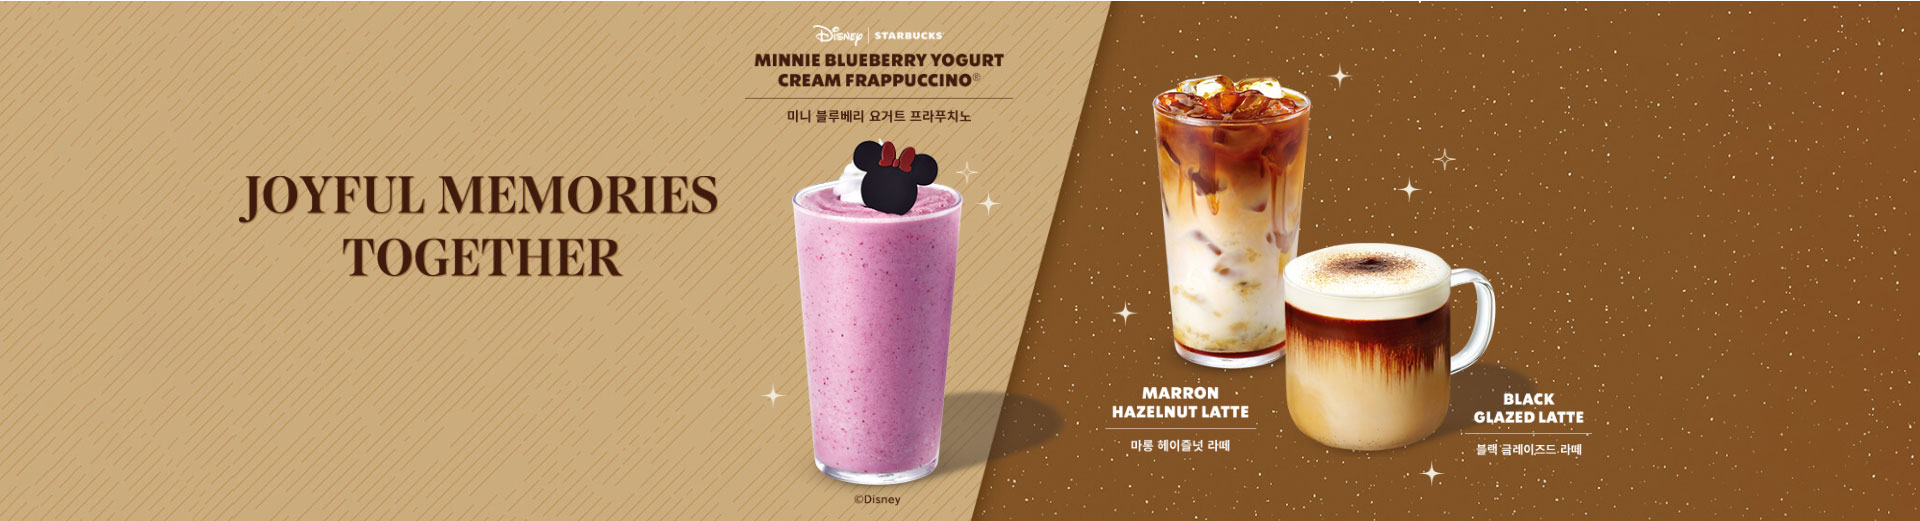 JOYFUL MEMORIES
TOGETHER
Disney | STARBUCKS
MINNIE BLUEBERRY YOGURT
CREAM FRAPPUCCINO®
미니 블루베리 요거트 프라푸치노
©Disney
MARRON
HAZELNUT LATTE
마롱 헤이즐넛 라떼
BLACK
GLAZED LATTE
블랙 글레이즈드 라떼